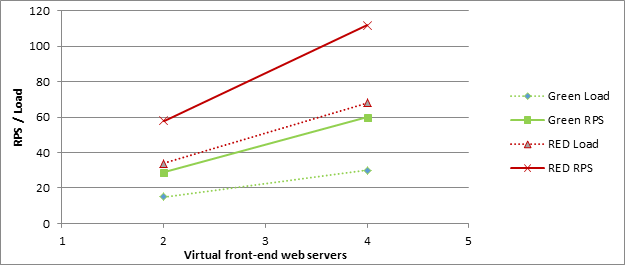 120
100
80
60
40
20
0
RPS / Load
1 2 3 4 5
Virtual front-end web servers
Green Load
Green RPS
RED Load
RED RPS